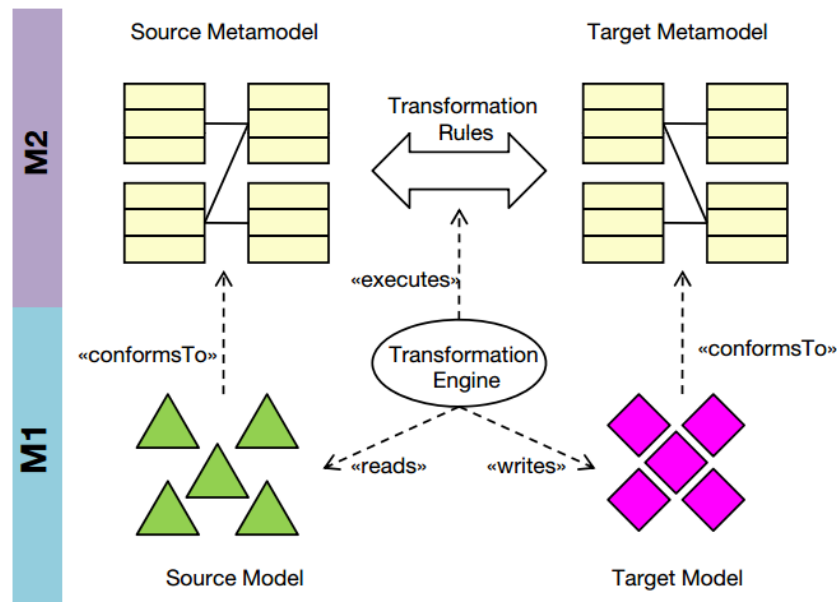 Source Metamodel
Target Metamodel
Transformation
Rules
M2
«executes»
«conformsTo»
Transformation
Engine
«conformsTo»
M1
«reads»
«writes»
Source Model
Target Model